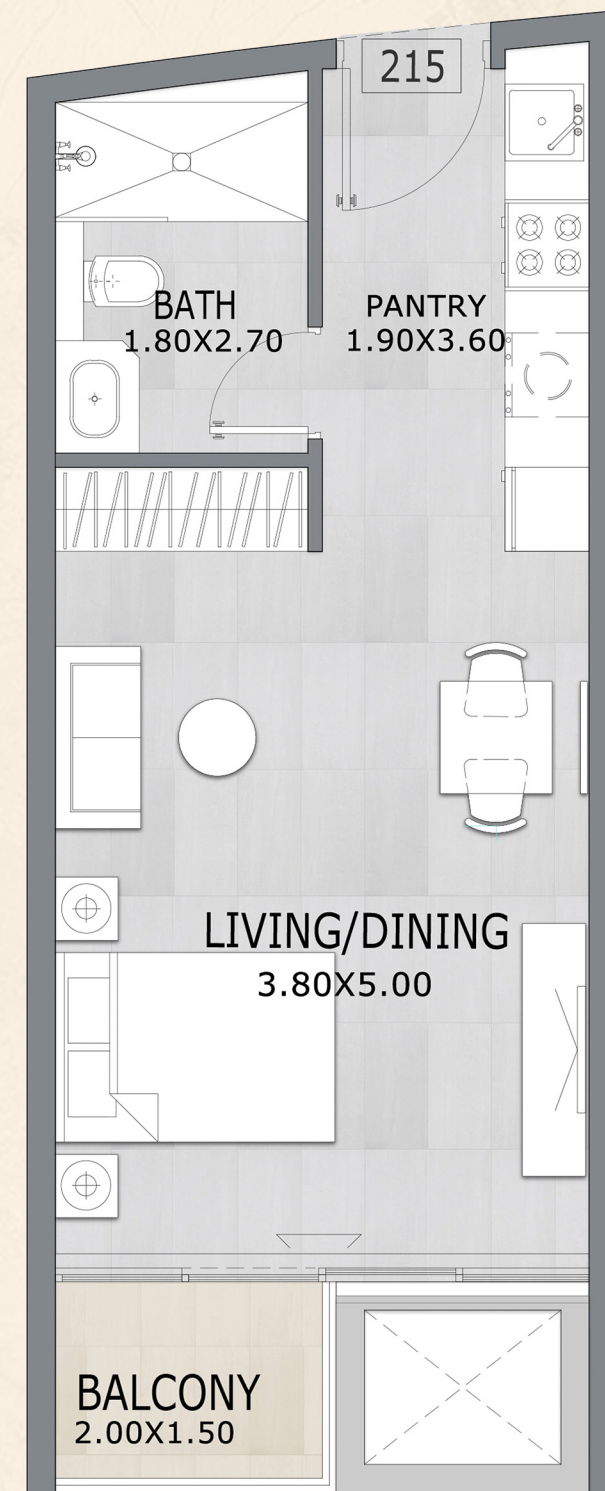 215
BATH
1.80X2.70
PANTRY
1.90X3.60
LIVING/DINING
3.80X5.00
BALCONY
2.00X1.50